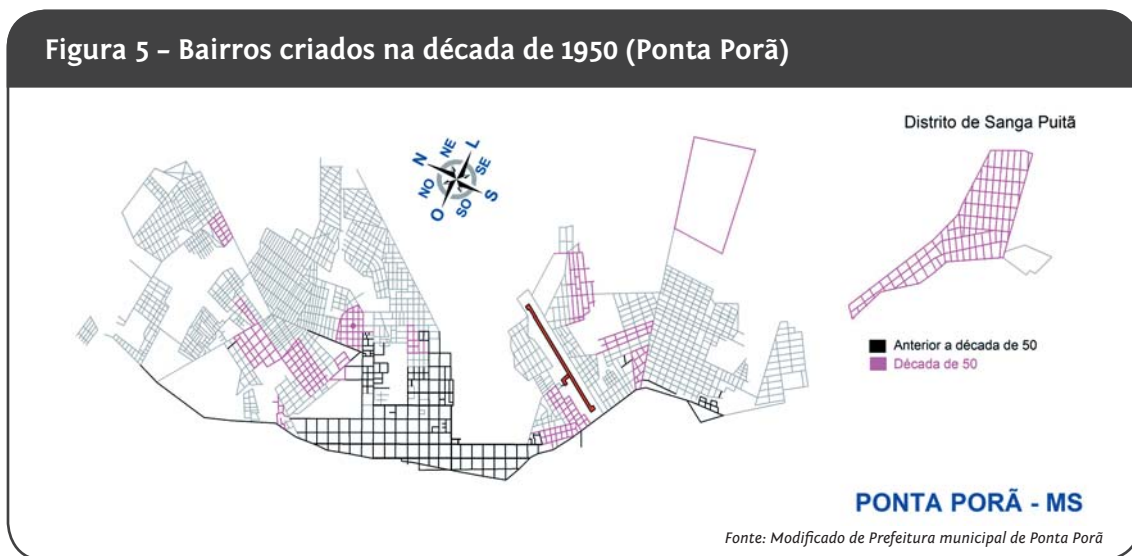 Figura 5 – Bairros criados na década de 1950 (Ponta Porã)
Distrito de Sanga Puitã
N
NE
L
SE
S
SO
O
NO
Anterior a década de 50
Década de 50
PONTA PORÃ - MS
Fonte: Modificado de Prefeitura municipal de Ponta Porã